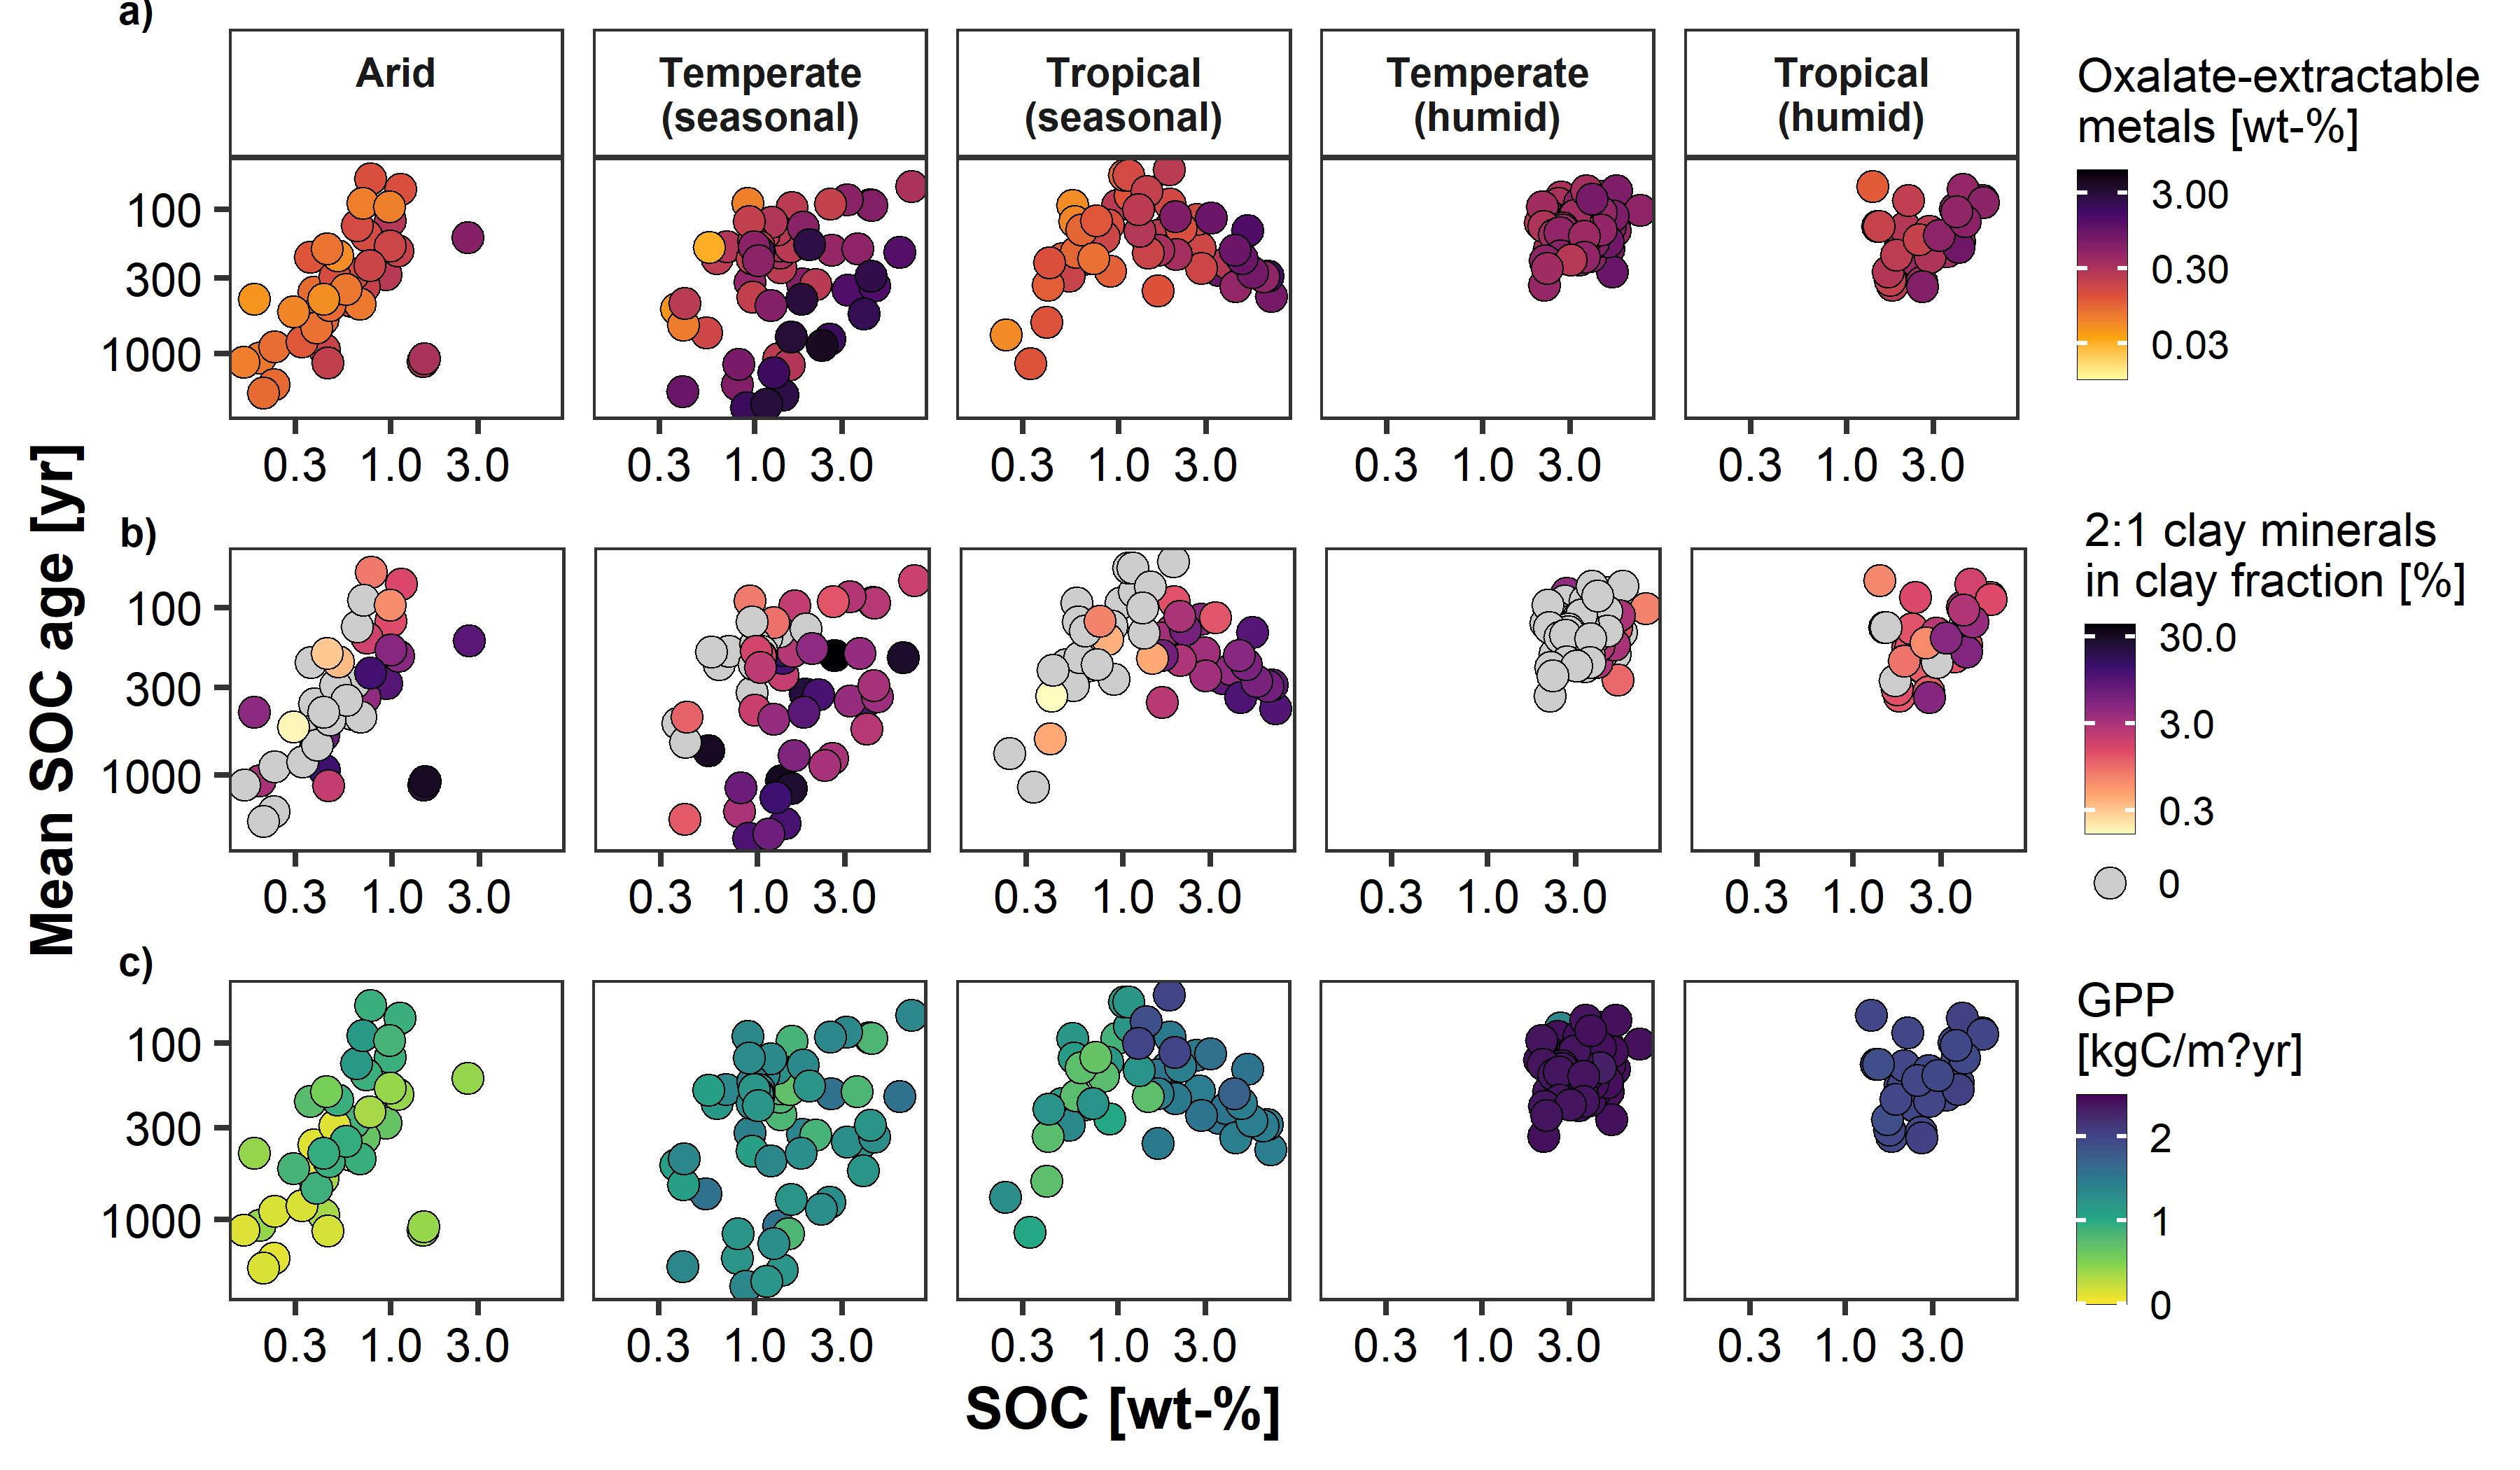 a)
Arid
Temperate
(seasonal)
Tropical
(seasonal)
Temperate
(humid)
Tropical
(humid)
Oxalate-extractable
metals [wt-%]
3.00
0.30
0.03
100
300
1000
0.3 1.0 3.0 0.3 1.0 3.0 0.3 1.0 3.0 0.3 1.0 3.0 0.3 1.0 3.0
Mean SOC age [yr]
b)
2:1 clay minerals
in clay fraction [%]
30.0
3.0
0.3
0
100
300
1000
0.3 1.0 3.0 0.3 1.0 3.0 0.3 1.0 3.0 0.3 1.0 3.0 0.3 1.0 3.0
c)
GPP
[kgC/m?yr]
2
1
0
100
300
1000
0.3 1.0 3.0 0.3 1.0 3.0 0.3 1.0 3.0 0.3 1.0 3.0 0.3 1.0 3.0
SOC [wt-%]